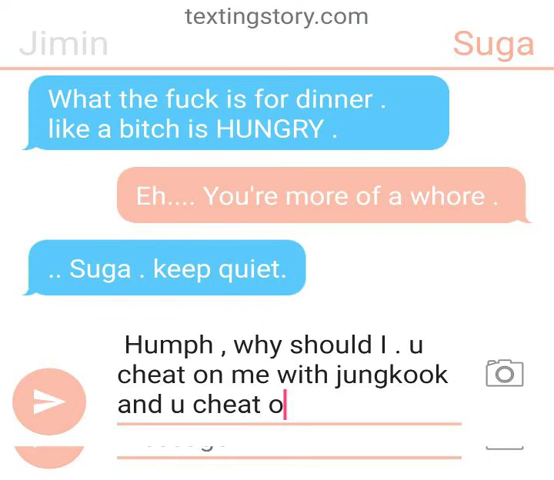 textingstory.com
Jimin
Suga
What the fuck is for dinner .
like a bitch is HUNGRY .
Eh.... You're more of a whore .
.. Suga . keep quiet.
Humph , why should I . u
cheat on me with jungkook
and u cheat o